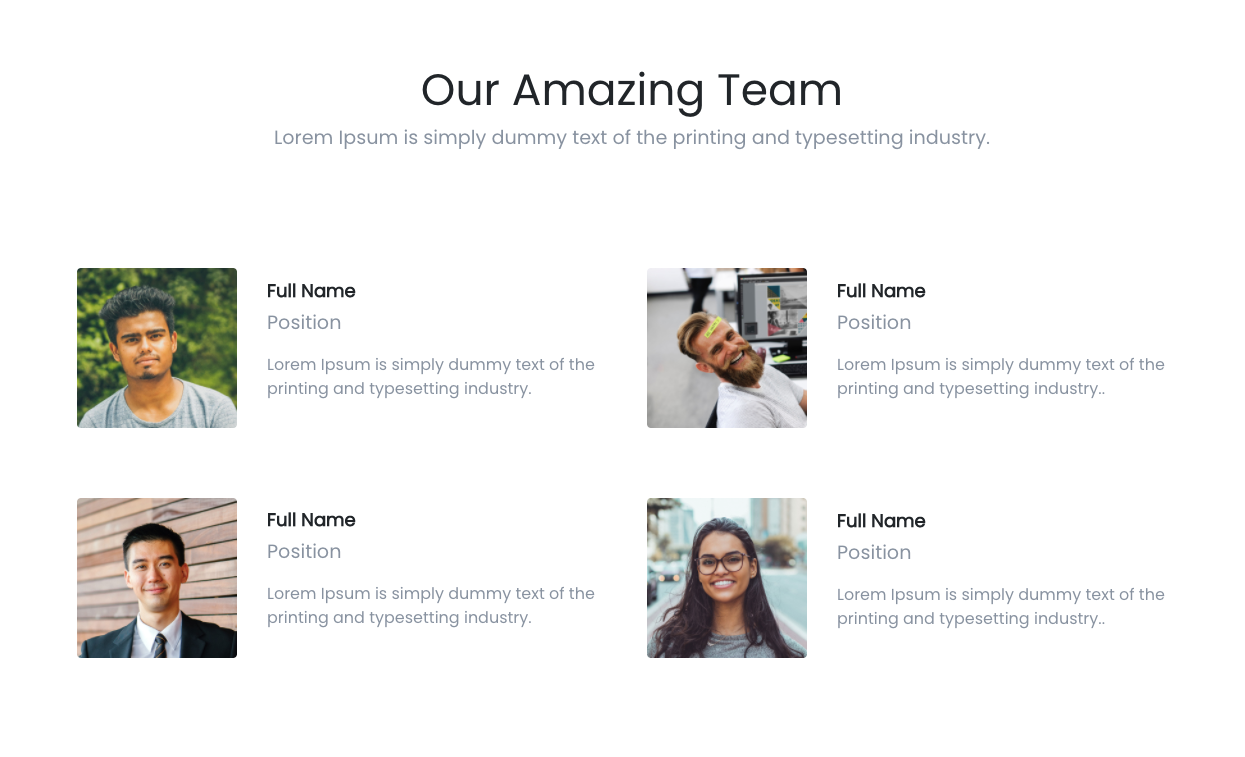 Our Amazing Team
Lorem Ipsum is simply dummy text of the printing and typesetting industry.
Full Name
Position
Lorem Ipsum is simply dummy text of the
printing and typesetting industry.
Full Name
Position
Lorem Ipsum is simply dummy text of the
printing and typesetting industry..
Full Name
Position
Lorem Ipsum is simply dummy text of the
printing and typesetting industry.
Full Name
Position
Lorem Ipsum is simply dummy text of the
printing and typesetting industry..